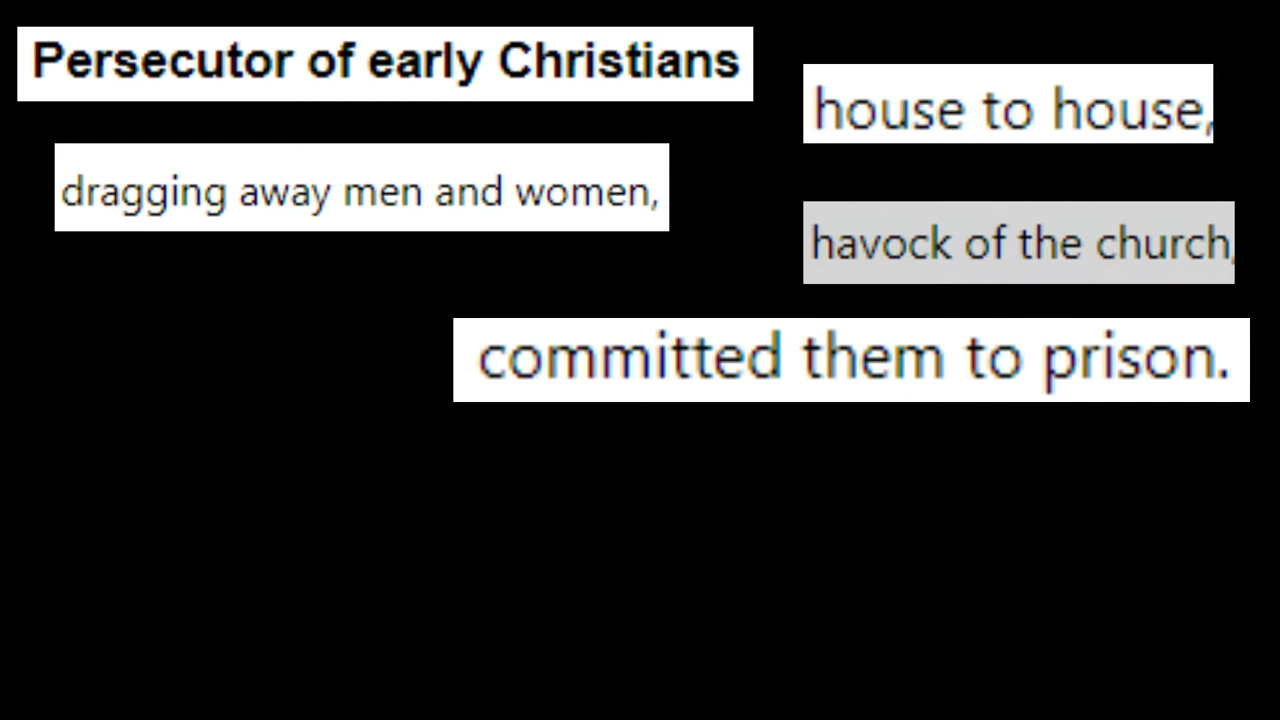 Persecutor of early Christians
house to house,
dragging away men and women,
havock of the church,
committed them to prison.